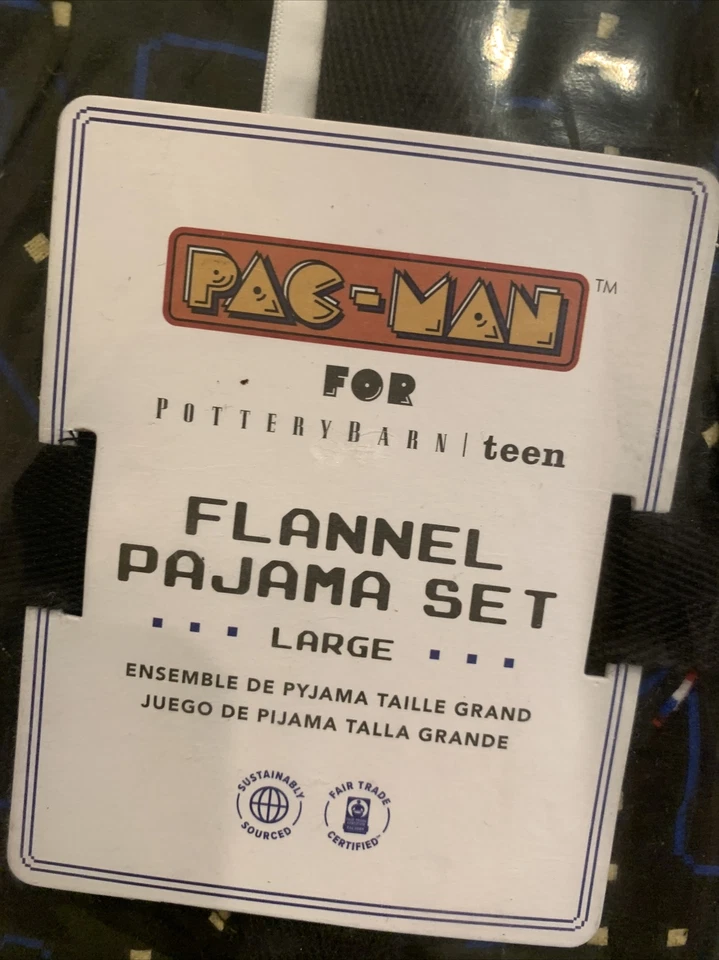 PAC-MAN ™
FOR
POTTERYBARN | teen
FLANNEL
PAJAMA SET
LARGE
ENSEMBLE DE PYJAMA TAILLE GRAND
JUEGO DE PIJAMA TALLA GRANDE
SUSTAINABLY
SOURCED
FAIR TRADE
CERTIFIED™